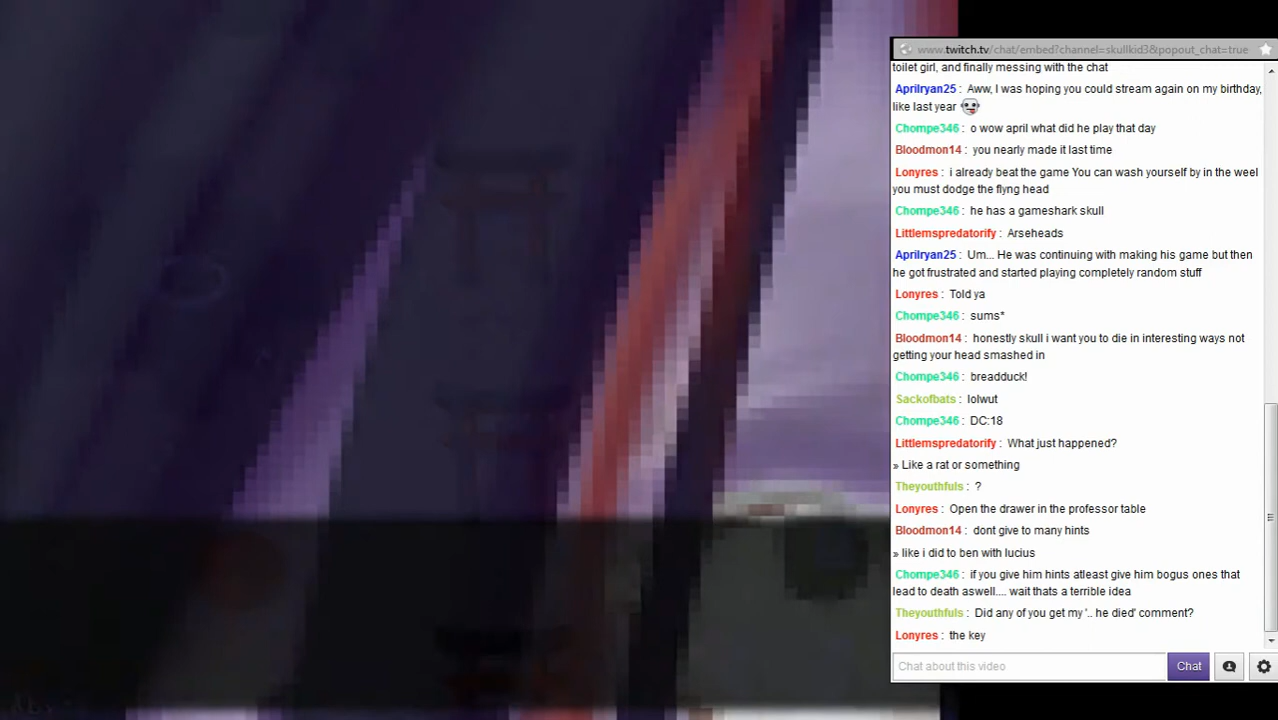 www.twitch.tv/chat/embed?channel=skullkid3&popout_chat=true
toilet girl, and finally messing with the chat
Aprilryan25 : Aww, I was hoping you could stream again on my birthday,
like last year
Chompe346 : o wow april what did he play that day
Bloodmon14 : you nearly made it last time
Lonyres : i already beat the game You can wash yourself by in the weel
you must dodge the flyng head
Chompe346 : he has a gameshark skull
Littlemspredatorify : Arseheads
Aprilryan25 : Um... He was continuing with making his game but then
he got frustrated and started playing completely random stuff
Lonyres : Told ya
Chompe346 : sums*
Bloodmon14 : honestly skull i want you to die in interesting ways not
getting your head smashed in
Chompe346 : breadduck!
Sackofbats : lolwut
Chompe346 : DC:18
Littlemspredatorify : What just happened?
» Like a rat or something
Theyouthfuls : ?
Lonyres : Open the drawer in the professor table
Bloodmon14 : dont give to many hints
» like i did to ben with lucius
Chompe346 : if you give him hints atleast give him bogus ones that
lead to death aswell.... wait thats a terrible idea
Theyouthfuls : Did any of you get my '.. he died' comment?
Lonyres : the key
Chat about this video
Chat